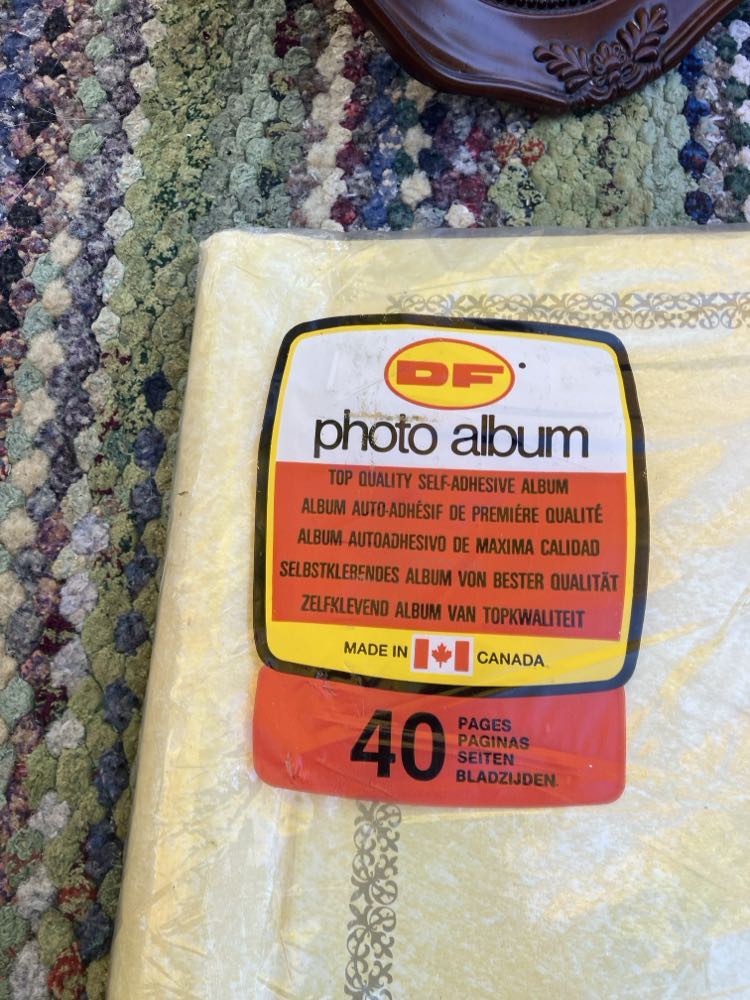 DF
photo album
TOP QUALITY SELF-ADHESIVE ALBUM
ALBUM AUTO-ADHÉSIF DE PREMIÉRE QUALITÉ
ALBUM AUTOADHESIVO DE MAXIMA CALIDAD
SELBSTKLEBENDES ALBUM VON BESTER QUALITÄT
ZELFKLEVEND ALBUM VAN TOPKWALITEIT
MADE IN CANADA
40 PAGES
PAGINAS
SEITEN
BLADZIJDEN